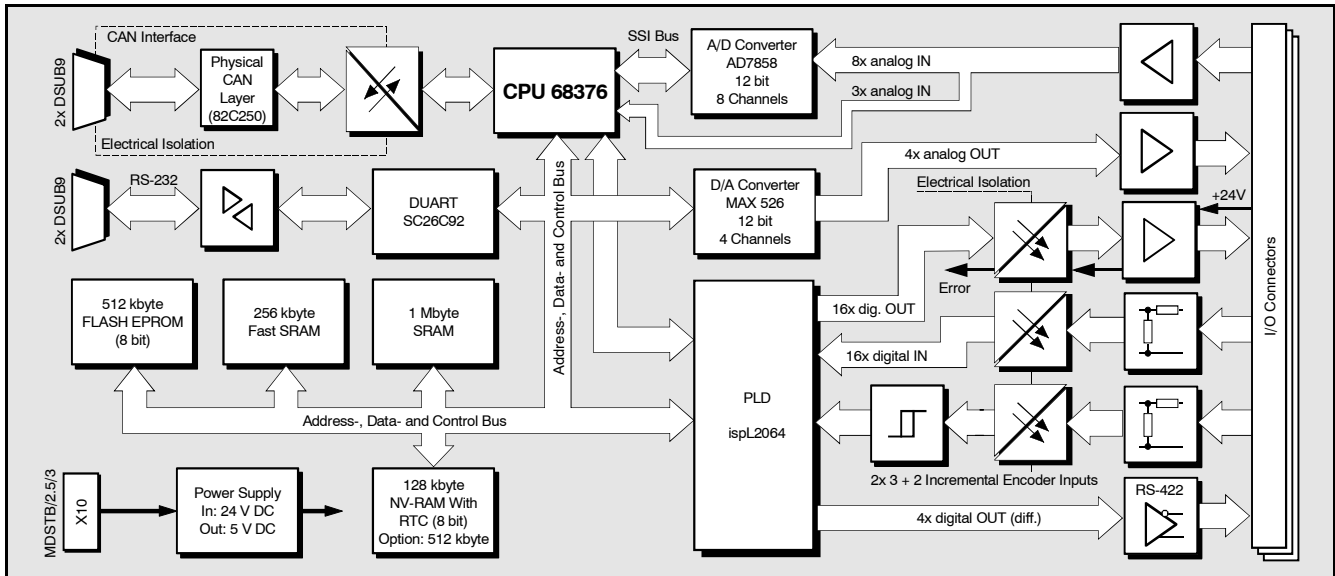 CAN Interface
2x DSUB9
Physical
CAN
Layer
(82C250)
Electrical Isolation
CPU 68376
SSI Bus
A/D Converter
AD7858
12 bit
8 Channels
8x analog IN
3x analog IN
4x analog OUT
2x DSUB9
RS-232
DUART
SC26C92
Address-, Data- and Control Bus
D/A Converter
MAX 526
12 bit
4 Channels
Electrical Isolation
+24V
Error
I/O Connectors
512 kbyte
FLASH EPROM
(8 bit)
256 kbyte
Fast SRAM
1 Mbyte
SRAM
16x dig. OUT
16x digital IN
PLD
ispL2064
Address-, Data- and Control Bus
2x 3 + 2 Incremental Encoder Inputs
MDSTB/2.5/3
X10
Power Supply
In: 24 V DC
Out: 5 V DC
128 kbyte
NV-RAM With
RTC (8 bit)
Option: 512 kbyte
4x digital OUT (diff.)
RS-422